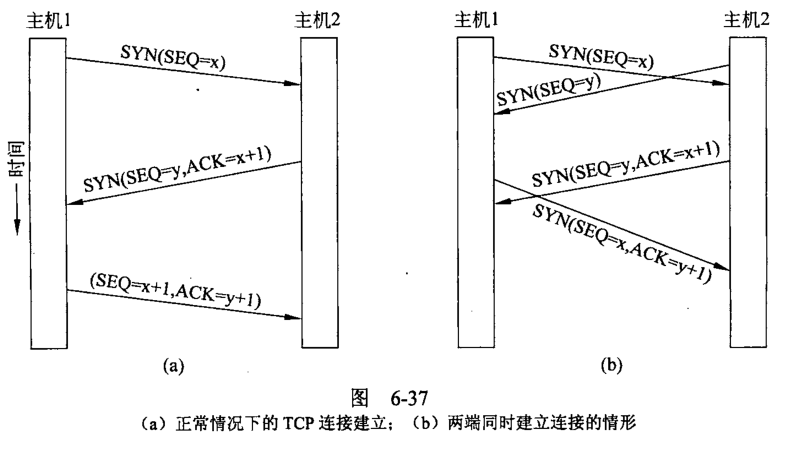 主机1
主机2
SYN(SEQ=x)
SYN(SEQ=y,ACK=x+1)
(SEQ=x+1,ACK=y+1)
时间
(a)
主机1
主机2
SYN(SEQ=x)
SYN(SEQ=y)
SYN(SEQ=y,ACK=x+1)
SYN(SEQ=x,ACK=y+1)
(b)
图 6-37
(a) 正常情况下的 TCP 连接建立; (b) 两端同时建立连接的情形